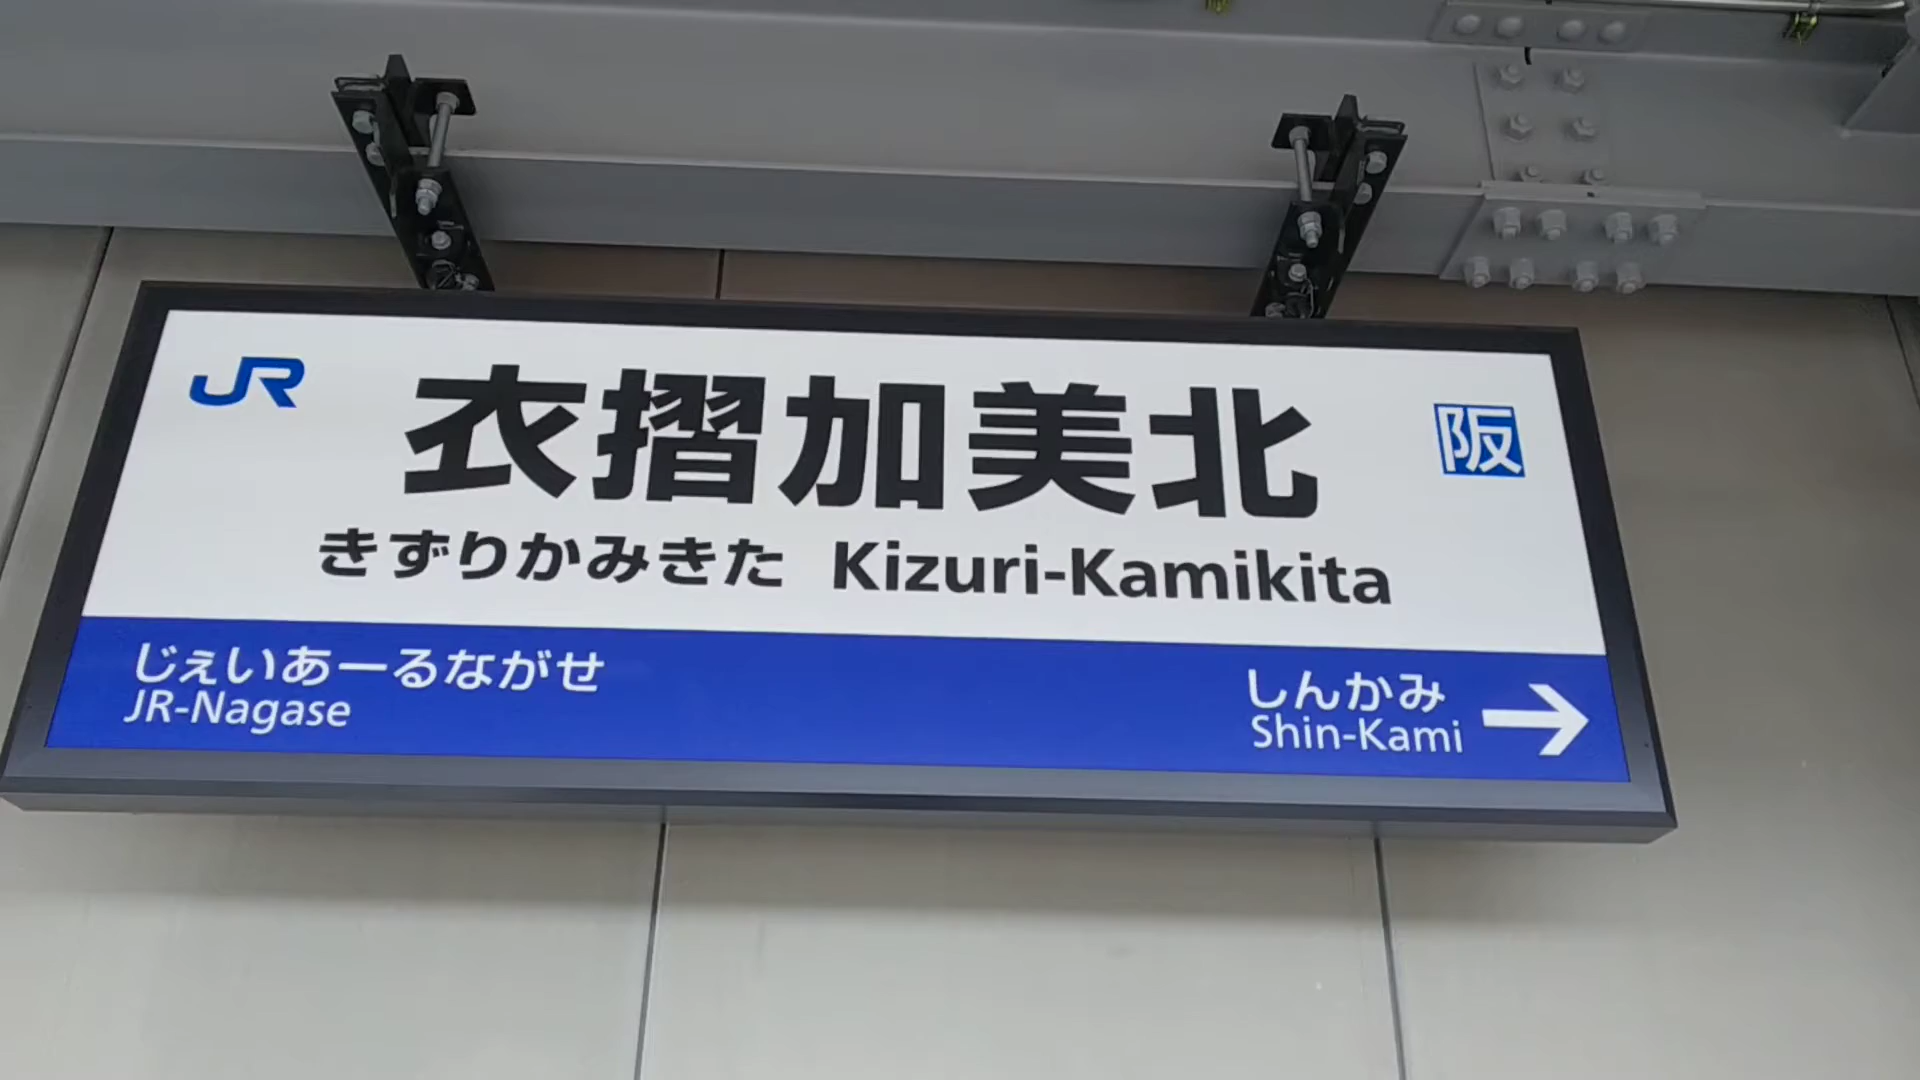 JR 衣摺加美北 阪
きずりかみきた Kizuri-Kamikita
じぇいあーるながせ しんかみ →
JR-Nagase Shin-Kami